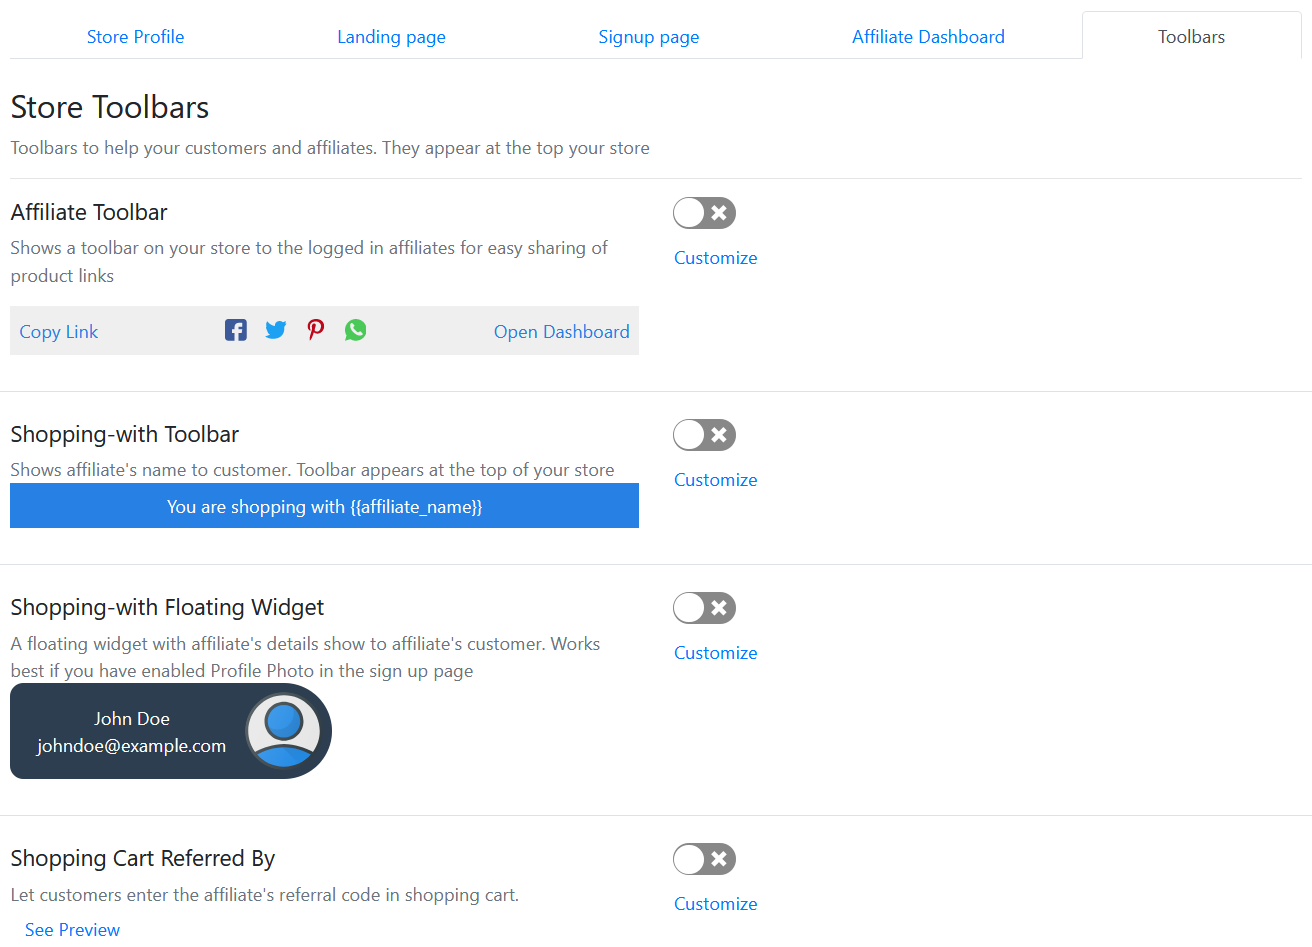 Store Profile
Landing page
Signup page
Affiliate Dashboard
Toolbars
Store Toolbars
Toolbars to help your customers and affiliates. They appear at the top your store
Affiliate Toolbar
Shows a toolbar on your store to the logged in affiliates for easy sharing of
product links
Customize
Copy Link
Open Dashboard
Shopping-with Toolbar
Shows affiliate's name to customer. Toolbar appears at the top of your store
Customize
You are shopping with {{affiliate_name}}
Shopping-with Floating Widget
A floating widget with affiliate's details show to affiliate's customer. Works
best if you have enabled Profile Photo in the sign up page
Customize
John Doe
johndoe@example.com
Shopping Cart Referred By
Let customers enter the affiliate's referral code in shopping cart.
Customize
See Preview